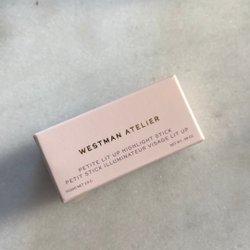 WESTMAN ATELIER
PETITE LIT UP HIGHLIGHT STICK
PETIT STICK ILLUMINATEUR VISAGE LIT UP